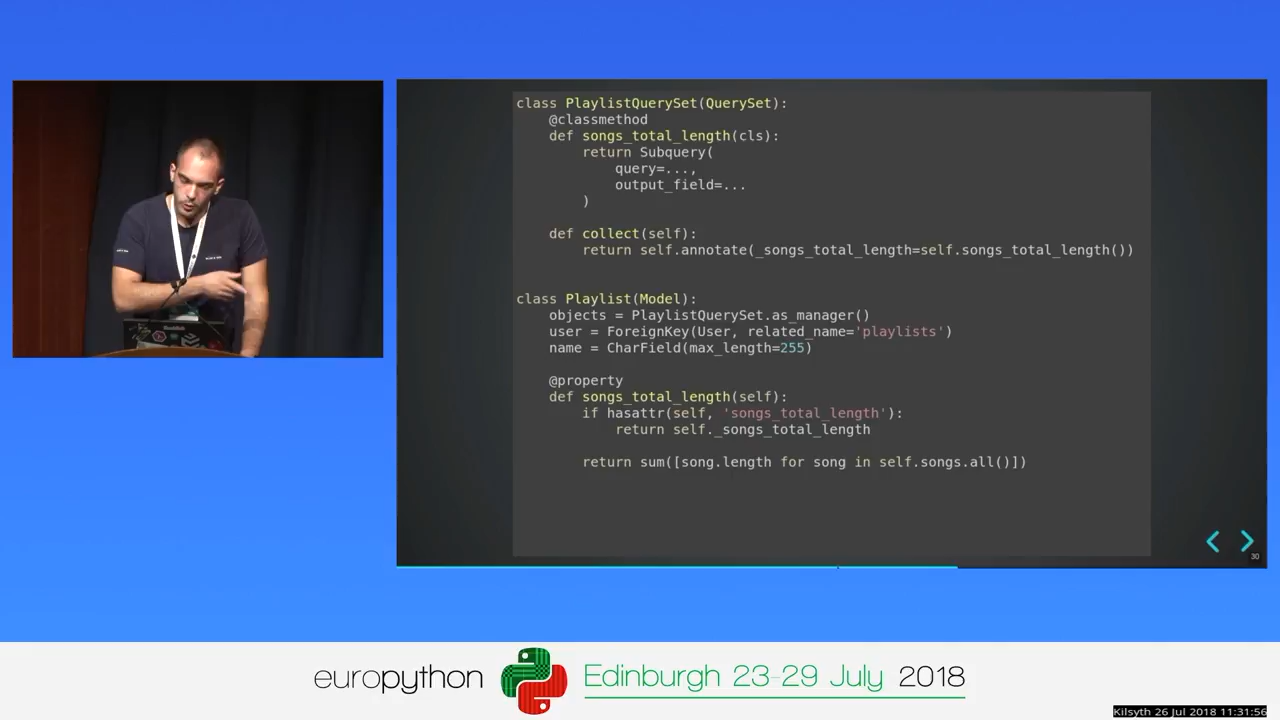 class PlaylistQuerySet(QuerySet):
@classmethod
def songs_total_length(cls):
return Subquery(
query=...,
output_field=...
)
def collect(self):
return self.annotate(_songs_total_length=self.songs_total_length())
class Playlist(Model):
objects = PlaylistQuerySet.as_manager()
user = ForeignKey(User, related_name='playlists')
name = CharField(max_length=255)
@property
def songs_total_length(self):
if hasattr(self, 'songs_total_length'):
return self._songs_total_length
return sum([song.length for song in self.songs.all()])
30
europython Edinburgh 23-29 July 2018
Kilsyth 26 Jul 2018 11:31:56